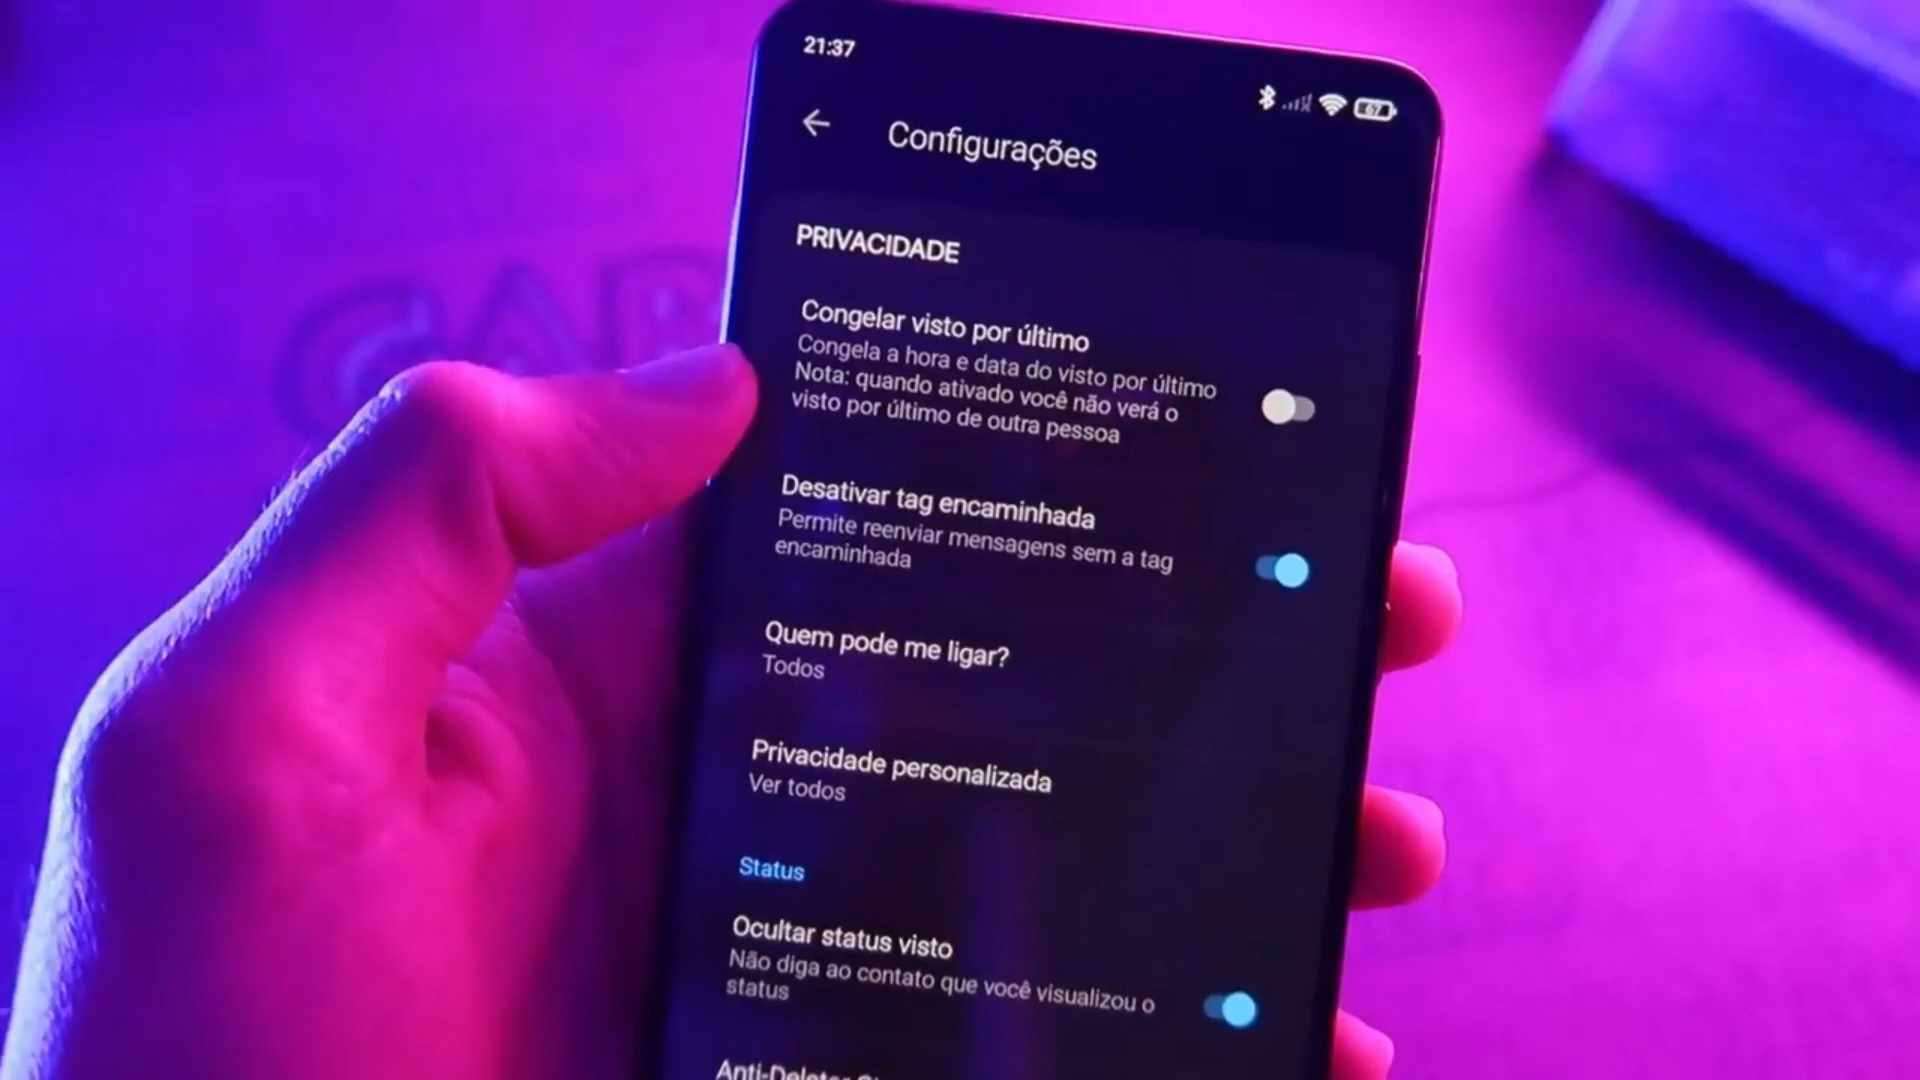 21:37
67
Configurações
PRIVACIDADE
Congelar visto por último
Congela a hora e data do visto por último
Nota: quando ativado você não verá o
visto por último de outra pessoa
Desativar tag encaminhada
Permite reenviar mensagens sem a tag
encaminhada
Quem pode me ligar?
Todos
Privacidade personalizada
Ver todos
Status
Ocultar status visto
Não diga ao contato que você visualizou o
status